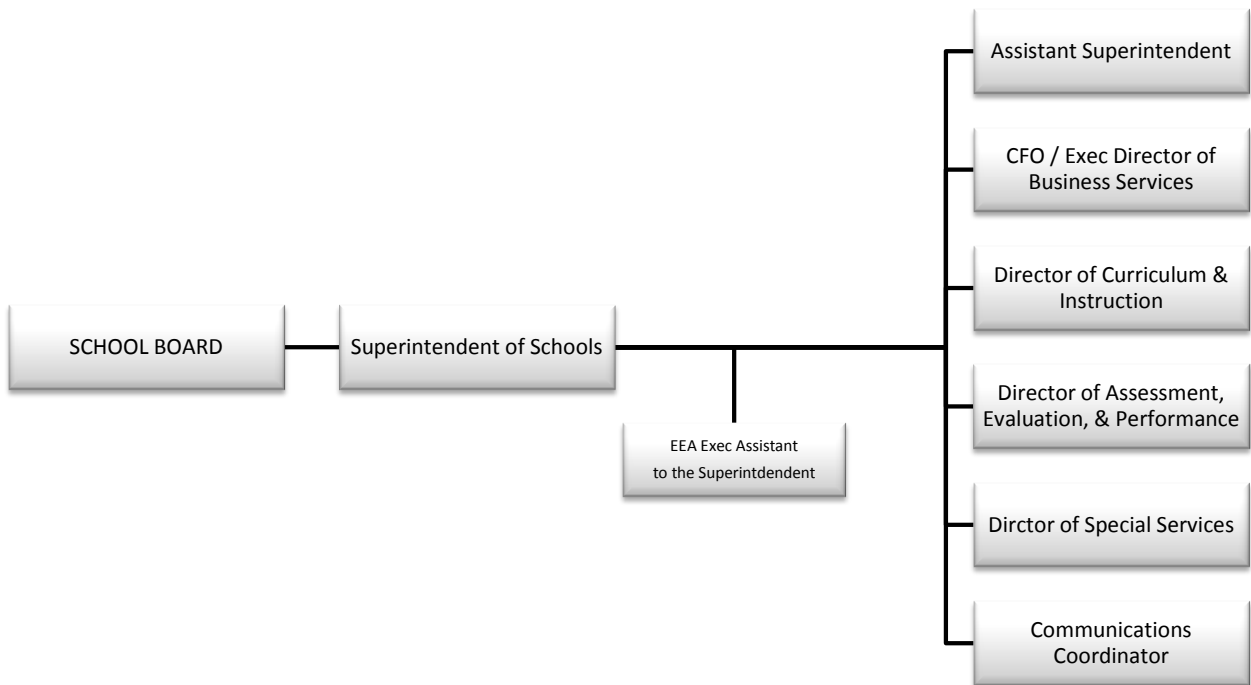 SCHOOL BOARD
Superintendent of Schools
EEA Exec Assistant
to the Superintdendent
Assistant Superintendent
CFO / Exec Director of
Business Services
Director of Curriculum &
Instruction
Director of Assessment,
Evaluation, & Performance
Dirctor of Special Services
Communications
Coordinator